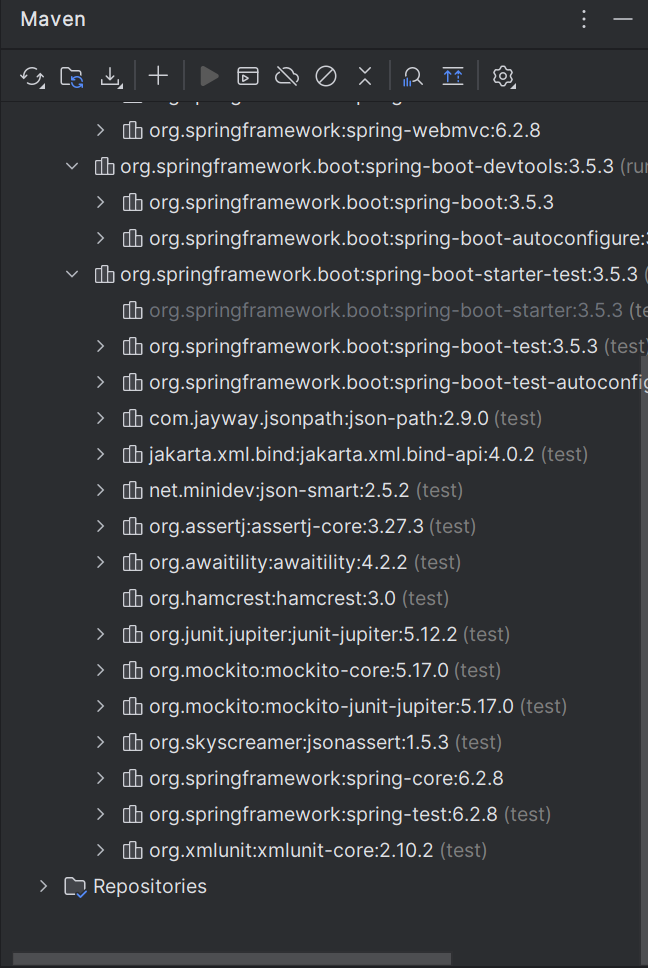 Maven
org.springframework:spring-webmvc:6.2.8
org.springframework.boot:spring-boot-devtools:3.5.3 (run
org.springframework.boot:spring-boot:3.5.3
org.springframework.boot:spring-boot-autoconfigure:
org.springframework.boot:spring-boot-starter-test:3.5.3 (
org.springframework.boot:spring-boot-starter:3.5.3 (te
org.springframework.boot:spring-boot-test:3.5.3 (test)
org.springframework.boot:spring-boot-test-autoconfig
com.jayway.jsonpath:json-path:2.9.0 (test)
jakarta.xml.bind:jakarta.xml.bind-api:4.0.2 (test)
net.minidev:json-smart:2.5.2 (test)
org.assertj:assertj-core:3.27.3 (test)
org.awaitility:awaitility:4.2.2 (test)
org.hamcrest:hamcrest:3.0 (test)
org.junit.jupiter:junit-jupiter:5.12.2 (test)
org.mockito:mockito-core:5.17.0 (test)
org.mockito:mockito-junit-jupiter:5.17.0 (test)
org.skyscreamer:jsonassert:1.5.3 (test)
org.springframework:spring-core:6.2.8
org.springframework:spring-test:6.2.8 (test)
org.xmlunit:xmlunit-core:2.10.2 (test)
Repositories